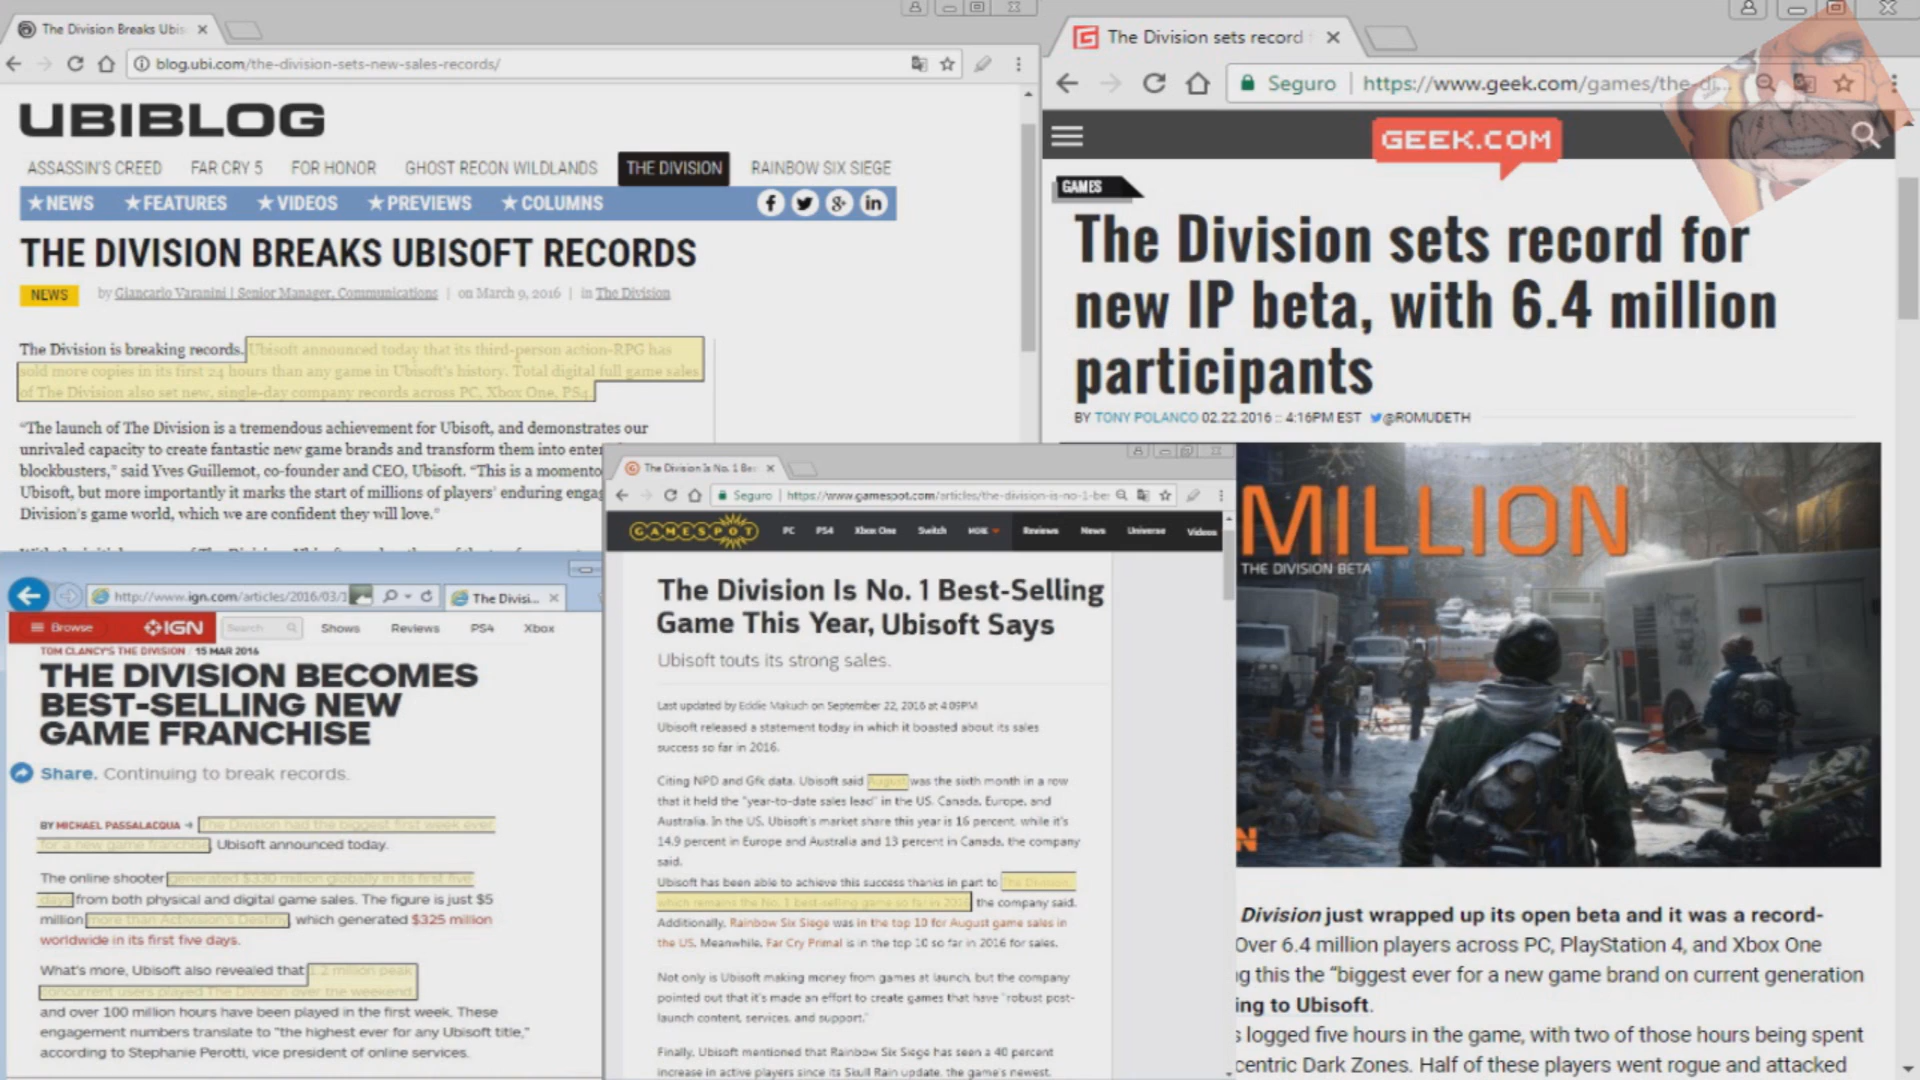 The Division Breaks Ubis
blog.ubi.com/the-division-sets-new-sales-records/
UBIBLOG
ASSASSIN'S CREED FAR CRY 5 FOR HONOR GHOST RECON WILDLANDS THE DIVISION RAINBOW SIX SIEGE
★NEWS ★FEATURES ★VIDEOS ★PREVIEWS ★COLUMNS
THE DIVISION BREAKS UBISOFT RECORDS
NEWS by Giancarlo Varanini | Senior Manager, Communications | on March 9, 2016 | in The Division
The Division is breaking records. Ubisoft announced today that its third-person action-RPG has
sold more copies in its first 24 hours than any game in Ubisoft's history. Total digital full game sales
of The Division also set new, single-day company records across PC, Xbox One, PS4.
"The launch of The Division is a tremendous achievement for Ubisoft, and demonstrates our
unrivaled capacity to create fantastic new game brands and transform them into enter
blockbusters," said Yves Guillemot, co-founder and CEO, Ubisoft. "This is a momento
Ubisoft, but more importantly it marks the start of millions of players' enduring engag
Division's game world, which we are confident they will love."
The Division sets record f
Seguro | https://www.geek.com/games/the-di...
GEEK.COM
GAMES
The Division sets record for
new IP beta, with 6.4 million
participants
BY TONY POLANCO 02.22.2016 :: 4:16PM EST @ROMUDETH
MILLION
THE DIVISION BETA
N
Division just wrapped up its open beta and it was a record-
Over 6.4 million players across PC, PlayStation 4, and Xbox One
g this the "biggest ever for a new game brand on current generation
ing to Ubisoft.
s logged five hours in the game, with two of those hours being spent
centric Dark Zones. Half of these players went rogue and attacked
http://www.ign.com/articles/2016/03/1 The Divisi...
Browse IGN Search Shows Reviews PS4 Xbox
TOM CLANCY'S THE DIVISION / 15 MAR 2016
THE DIVISION BECOMES
BEST-SELLING NEW
GAME FRANCHISE
Share. Continuing to break records.
BY MICHAEL PASSALACQUA The Division had the biggest first week ever
for a new game franchise, Ubisoft announced today.
The online shooter generated $330 million globally in its first five
days from both physical and digital game sales. The figure is just $5
million more than Activision's Destiny, which generated $325 million
worldwide in its first five days.
What's more, Ubisoft also revealed that 1.2 million peak
concurrent users played The Division over the weekend
and over 100 million hours have been played in the first week. These
engagement numbers translate to "the highest ever for any Ubisoft title,"
according to Stephanie Perotti, vice president of online services.
The Division Is No. 1 Be
Seguro | https://www.gamespot.com/articles/the-division-is-no-1-be
GAMESPOT PC PS4 Xbox One Switch MORE Reviews News Universe Videos
The Division Is No. 1 Best-Selling
Game This Year, Ubisoft Says
Ubisoft touts its strong sales.
Last updated by Eddie Makuch on September 22, 2016 at 4:09PM
Ubisoft released a statement today in which it boasted about its sales
success so far in 2016.
Citing NPD and Gfk data, Ubisoft said August was the sixth month in a row
that it held the "year-to-date sales lead" in the US, Canada, Europe, and
Australia. In the US, Ubisoft's market share this year is 16 percent, while it's
14.9 percent in Europe and Australia and 13 percent in Canada, the company
said.
Ubisoft has been able to achieve this success thanks in part to The Division,
which remains the No. 1 best-selling game so far in 2016, the company said.
Additionally, Rainbow Six Siege was in the top 10 for August game sales in
the US. Meanwhile, Far Cry Primal is in the top 10 so far in 2016 for sales.
Not only is Ubisoft making money from games at launch, but the company
pointed out that it's made an effort to create games that have "robust post-
launch content, services, and support."
Finally, Ubisoft mentioned that Rainbow Six Siege has seen a 40 percent
increase in active players since its Skull Rain update, the game's newest,